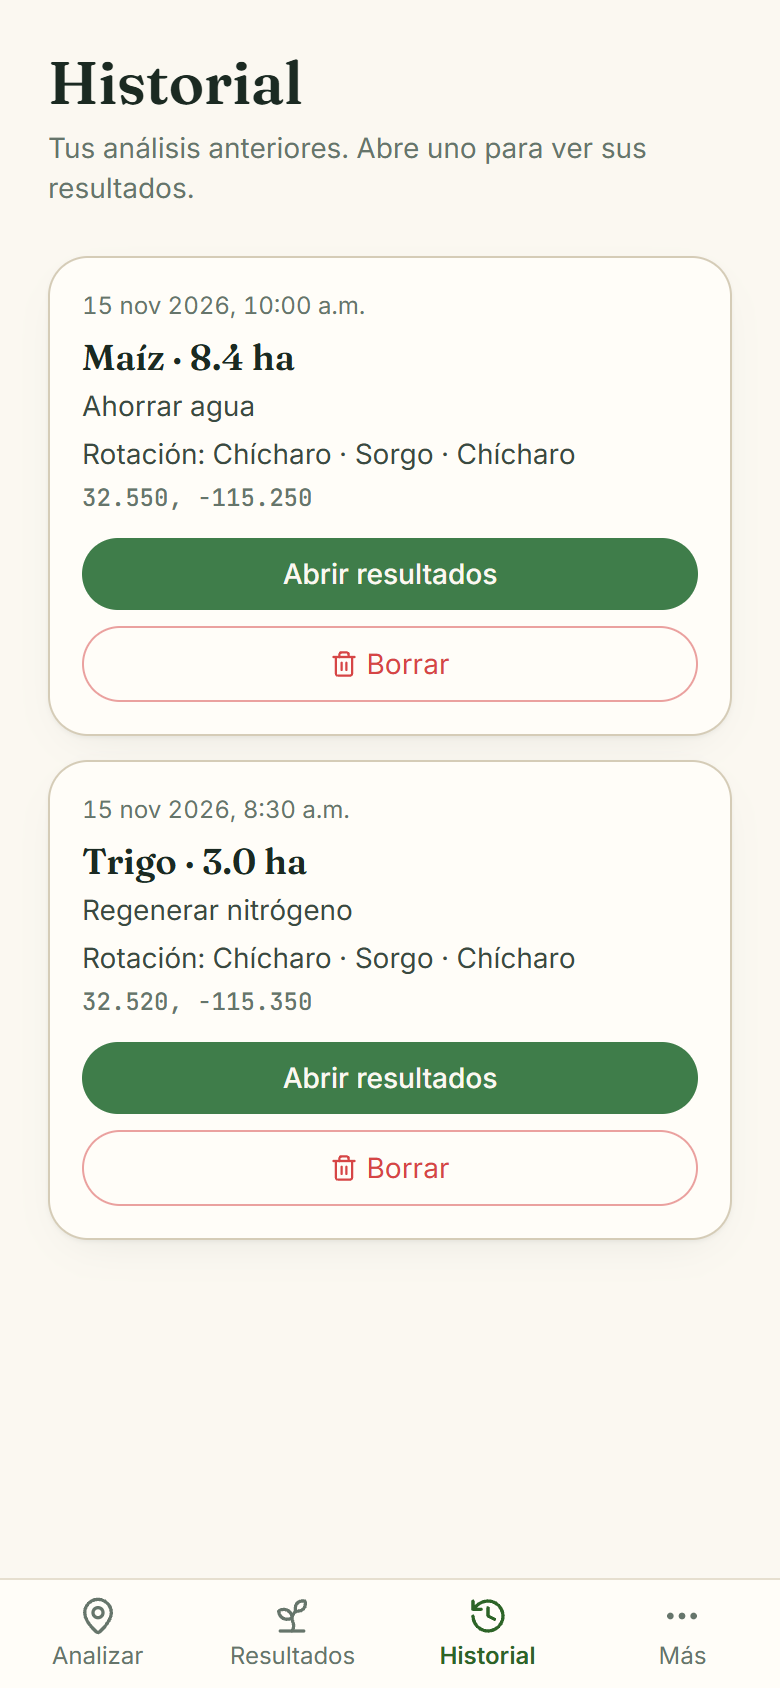 Historial
Tus análisis anteriores. Abre uno para ver sus
resultados.
15 nov 2026, 10:00 a.m.
Maíz · 8.4 ha
Ahorrar agua
Rotación: Chícharo · Sorgo · Chícharo
32.550, -115.250
Abrir resultados
Borrar
15 nov 2026, 8:30 a.m.
Trigo · 3.0 ha
Regenerar nitrógeno
Rotación: Chícharo · Sorgo · Chícharo
32.520, -115.350
Abrir resultados
Borrar
Analizar Resultados Historial Más